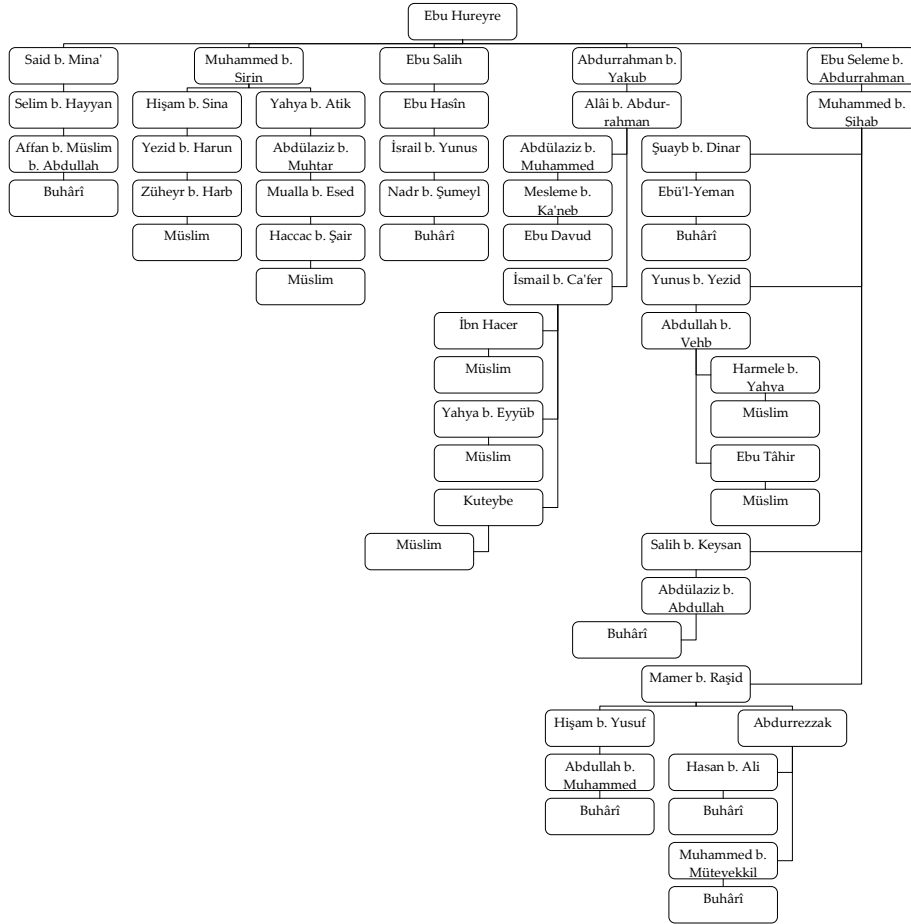 Ebu Hureyre
Said b. Mina'
Muhammed b.
Sirin
Ebu Salih
Abdurrahman b.
Yakub
Ebu Seleme b.
Abdurrahman
Selim b. Hayyan
Hişam b. Sina
Yahya b. Atik
Ebu Hasîn
Alâi b. Abdur-
rahman
Muhammed b.
Şihab
Affan b. Müslim
b. Abdullah
Yezid b. Harun
Abdülaziz b.
Muhtar
İsrail b. Yunus
Abdülaziz b.
Muhammed
Şuayb b. Dinar
Buhârî
Züheyr b. Harb
Mualla b. Esed
Nadr b. Şumeyl
Mesleme b.
Ka'neb
Ebü'l-Yeman
Müslim
Haccac b. Şair
Buhârî
Ebu Davud
Buhârî
Müslim
İsmail b. Ca'fer
Yunus b. Yezid
İbn Hacer
Abdullah b.
Vehb
Müslim
Harmele b.
Yahya
Yahya b. Eyyüb
Müslim
Müslim
Ebu Tâhir
Kuteybe
Müslim
Müslim
Salih b. Keysan
Abdülaziz b.
Abdullah
Buhârî
Mamer b. Raşid
Hişam b. Yusuf
Abdurrezzak
Abdullah b.
Muhammed
Hasan b. Ali
Buhârî
Buhârî
Muhammed b.
Mütevekkil
Buhârî